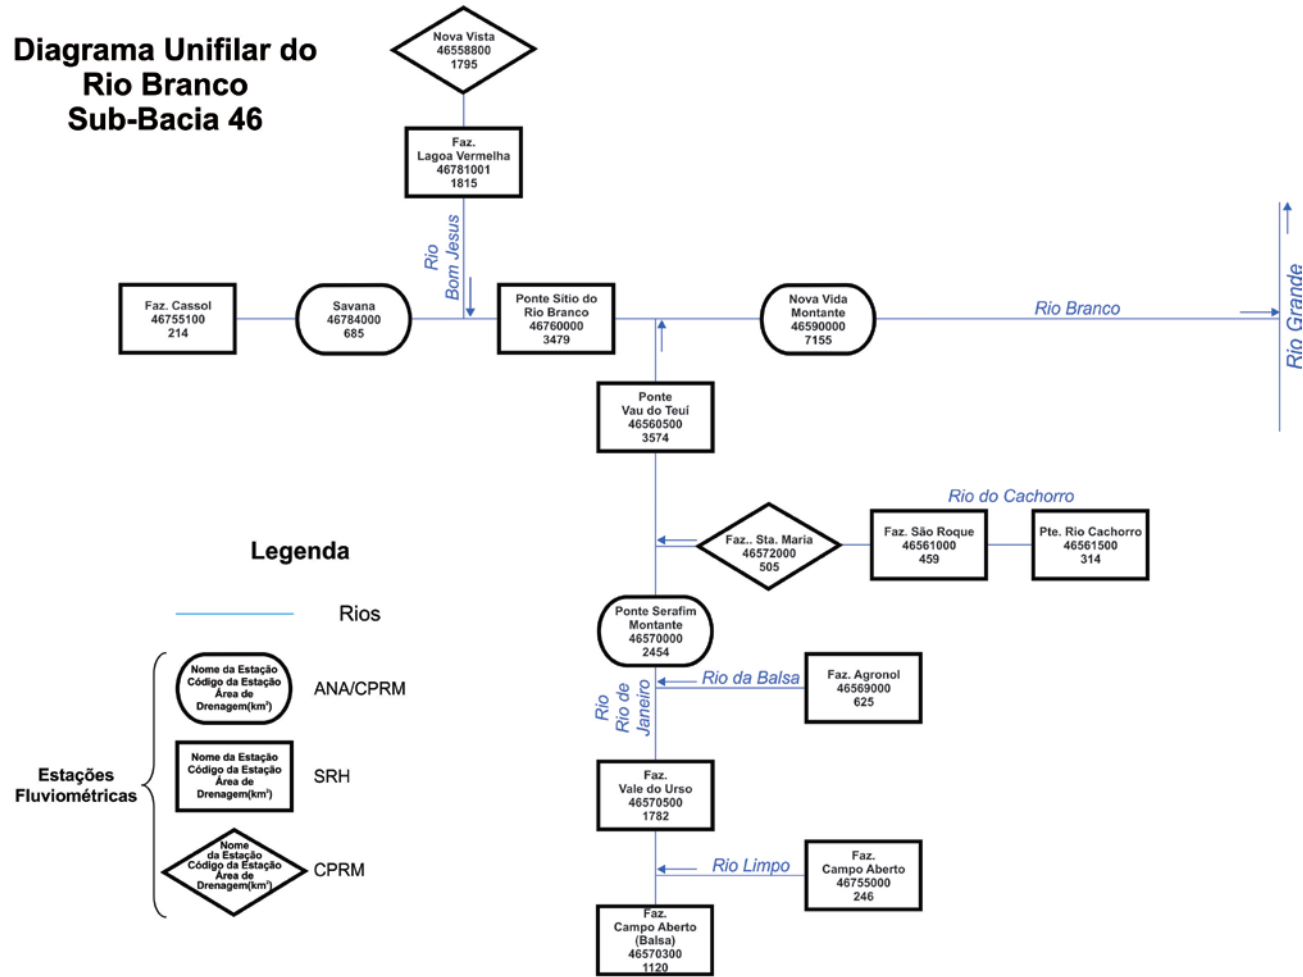 Diagrama Unifilar do
Rio Branco
Sub-Bacia 46
Nova Vista
46558800
1795
Faz.
Lagoa Vermelha
46781001
1815
Rio
Bom Jesus
Faz. Cassol
46755100
214
Savana
46784000
685
Ponte Sítio do
Rio Branco
46760000
3479
Nova Vida
Montante
46590000
7155
Rio Branco
Rio Grande
Ponte
Vau do Teuí
46560500
3574
Rio do Cachorro
Faz.. Sta. Maria
46572000
505
Faz. São Roque
46561000
459
Pte. Rio Cachorro
46561500
314
Ponte Serafim
Montante
46570000
2454
Rio
Rio de
Janeiro
Rio da Balsa
Faz. Agronol
46569000
625
Faz.
Vale do Urso
46570500
1782
Rio Limpo
Faz.
Campo Aberto
46755000
246
Faz.
Campo Aberto
(Balsa)
46570300
1120
Legenda
Rios
Estações
Fluviométricas
Nome da Estação
Código da Estação
Área de
Drenagem(km²)
ANA/CPRM
Nome da Estação
Código da Estação
Área de
Drenagem(km²)
SRH
Nome
da Estação
Código da Estação
Área de
Drenagem(km²)
CPRM